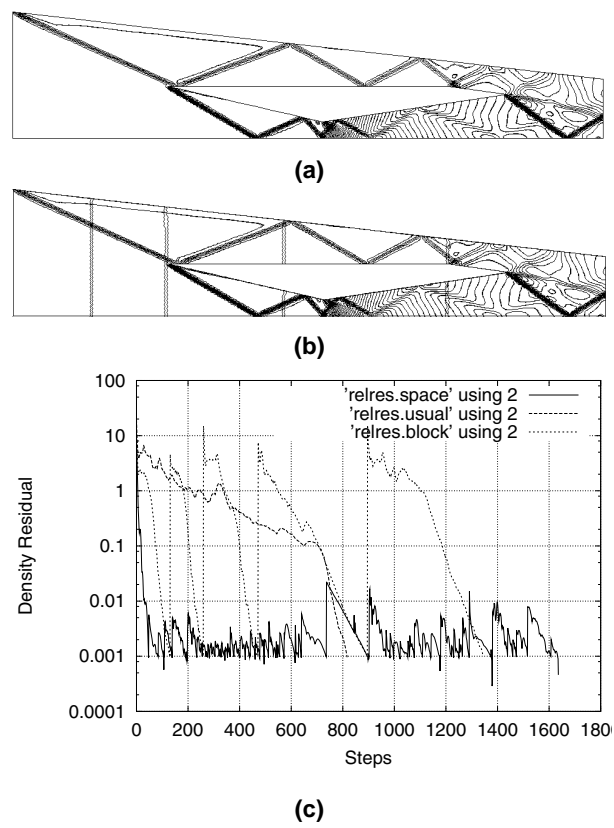 (a)
(b)
100
'relres.space' using 2
'relres.usual' using 2
'relres.block' using 2
10
1
0.1
0.01
0.001
0.0001
Density Residual
0 200 400 600 800 1000 1200 1400 1600 180
Steps
(c)